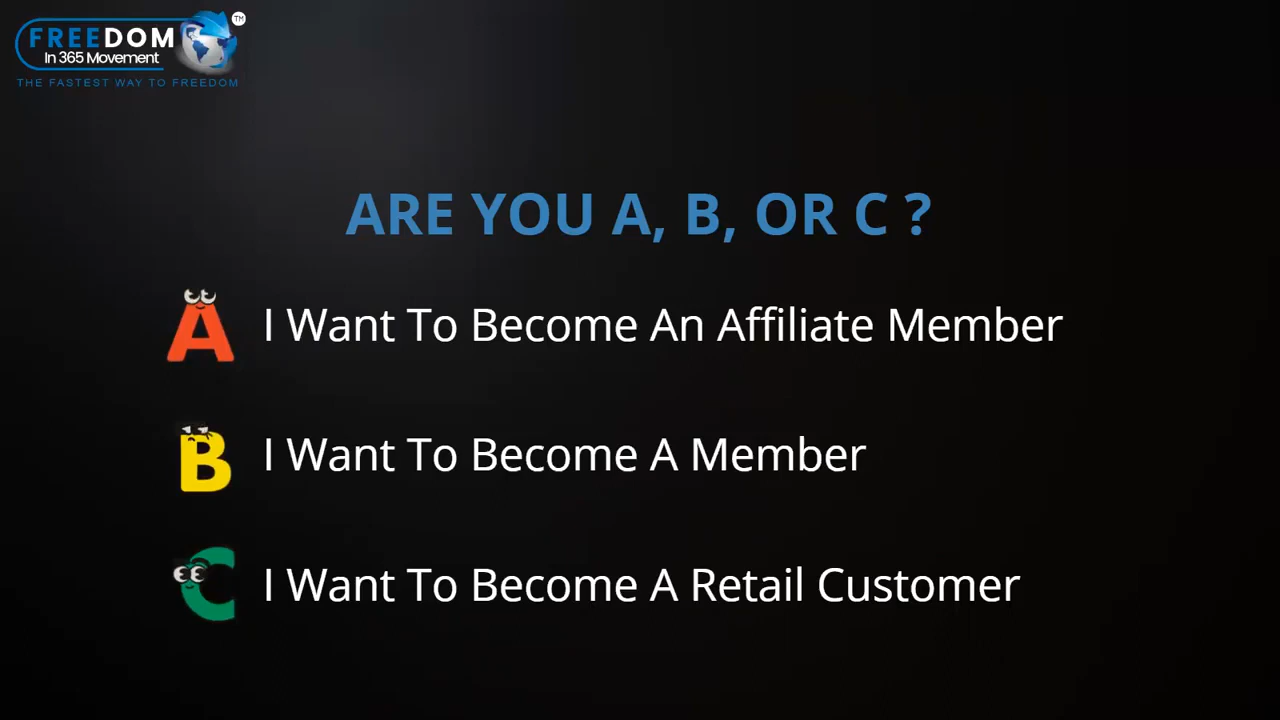 FREEDOM
TM
In 365 Movement
THE FASTEST WAY TO FREEDOM
ARE YOU A, B, OR C ?
A I Want To Become An Affiliate Member
B I Want To Become A Member
C I Want To Become A Retail Customer